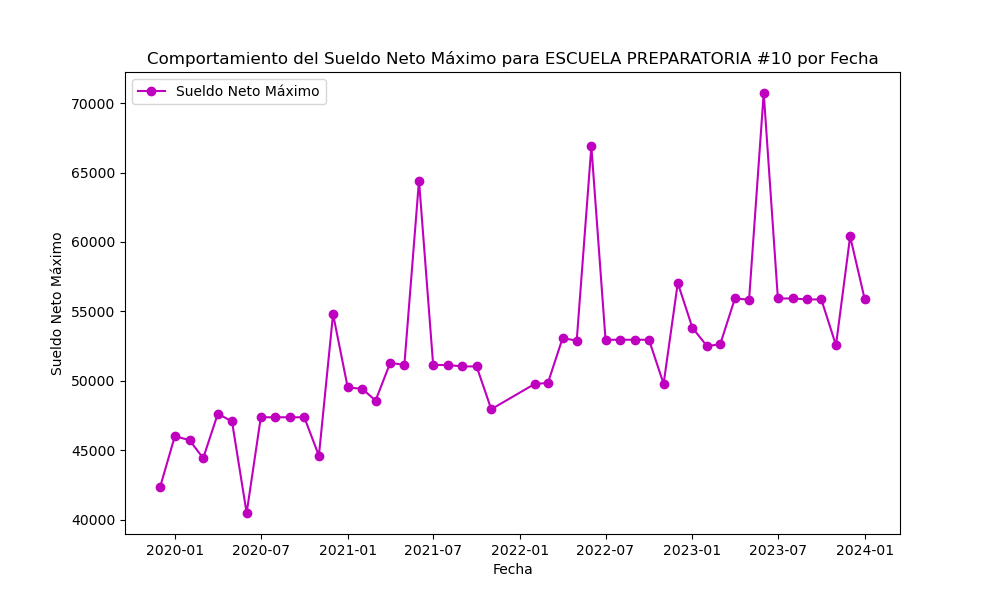 Comportamiento del Sueldo Neto Máximo para ESCUELA PREPARATORIA #10 por Fecha
Sueldo Neto Máximo
70000
65000
60000
55000
50000
45000
40000
Sueldo Neto Máximo
2020-01 2020-07 2021-01 2021-07 2022-01 2022-07 2023-01 2023-07 2024-01
Fecha